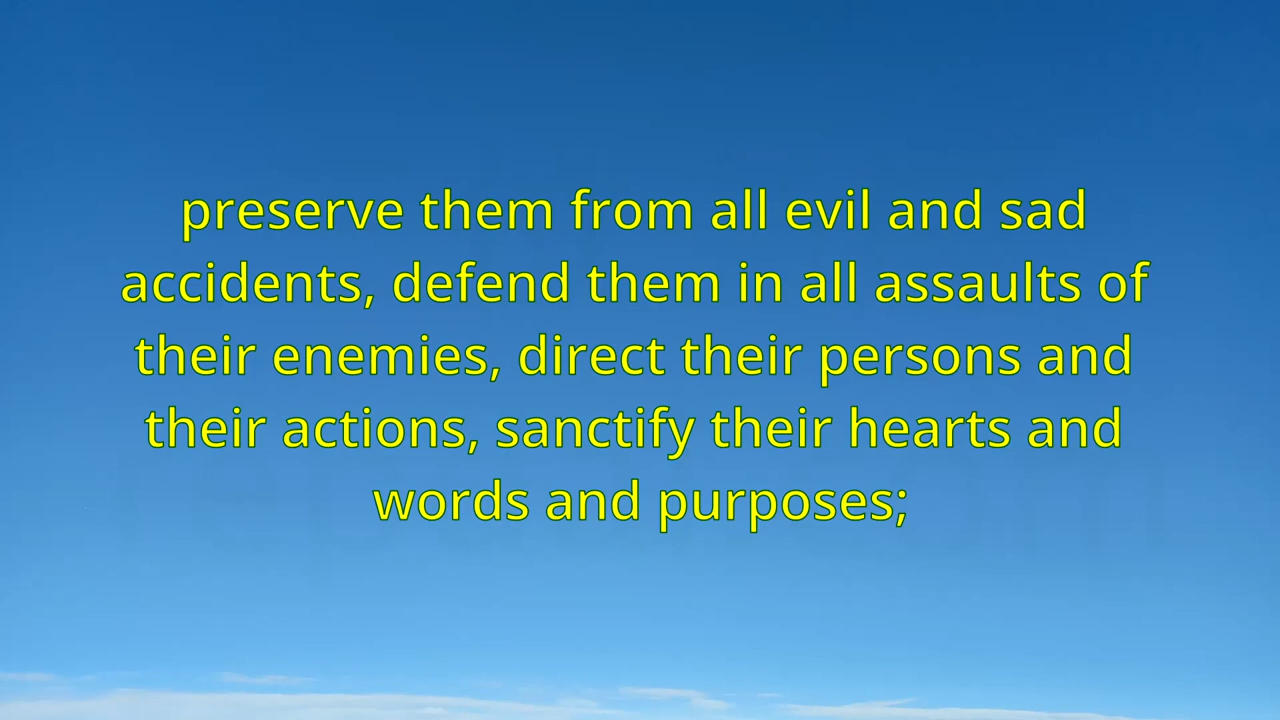 preserve them from all evil and sad
accidents, defend them in all assaults of
their enemies, direct their persons and
their actions, sanctify their hearts and
words and purposes;